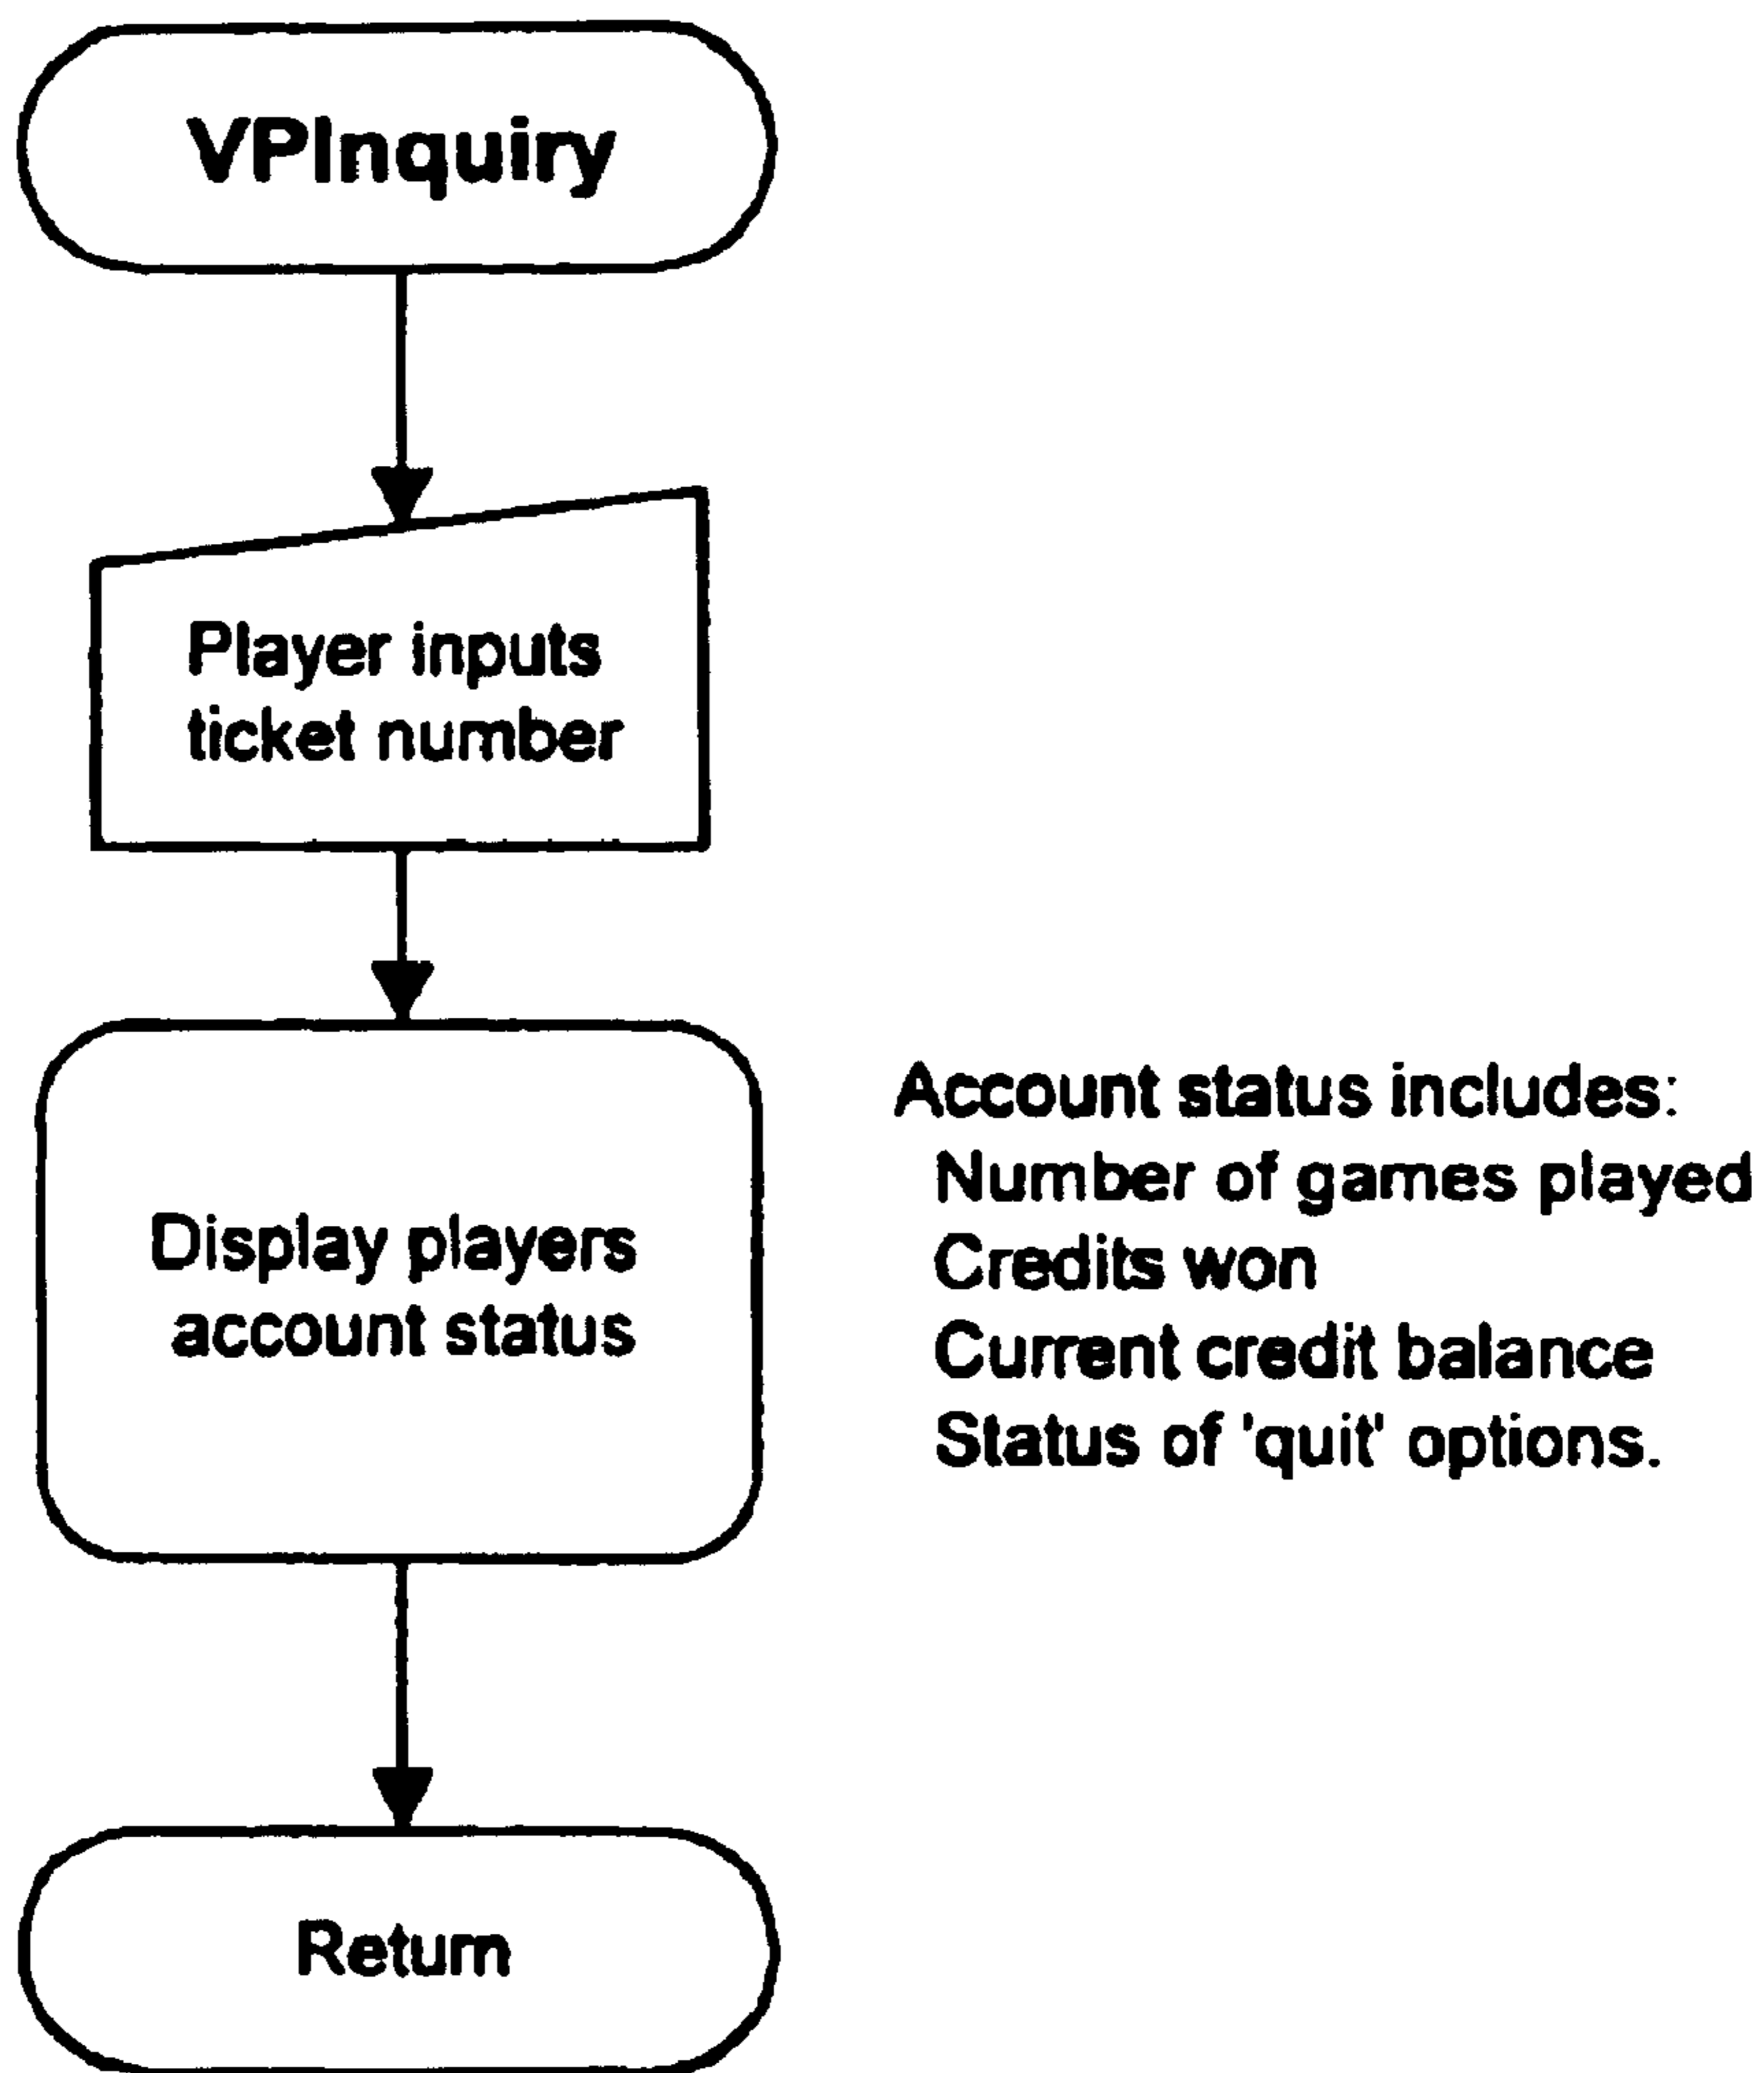 VPInquiry
Player inputs
ticket number
Display players
account status
Account status includes:
Number of games played
Credits won
Current credit balance
Status of 'quit' options.
Return